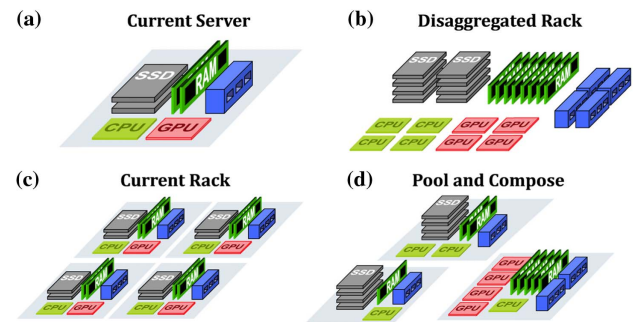 (a) Current Server
SSD
RAM
CPU GPU
(b) Disaggregated Rack
SSD SSD
RAM
CPU CPU GPU GPU
CPU CPU GPU GPU
(c) Current Rack
SSD RAM SSD RAM
CPU GPU CPU GPU
SSD RAM SSD RAM
CPU GPU CPU GPU
(d) Pool and Compose
SSD
RAM
CPU CPU
SSD
RAM
CPU
GPU
GPU
GPU
GPU
RAM
CPU